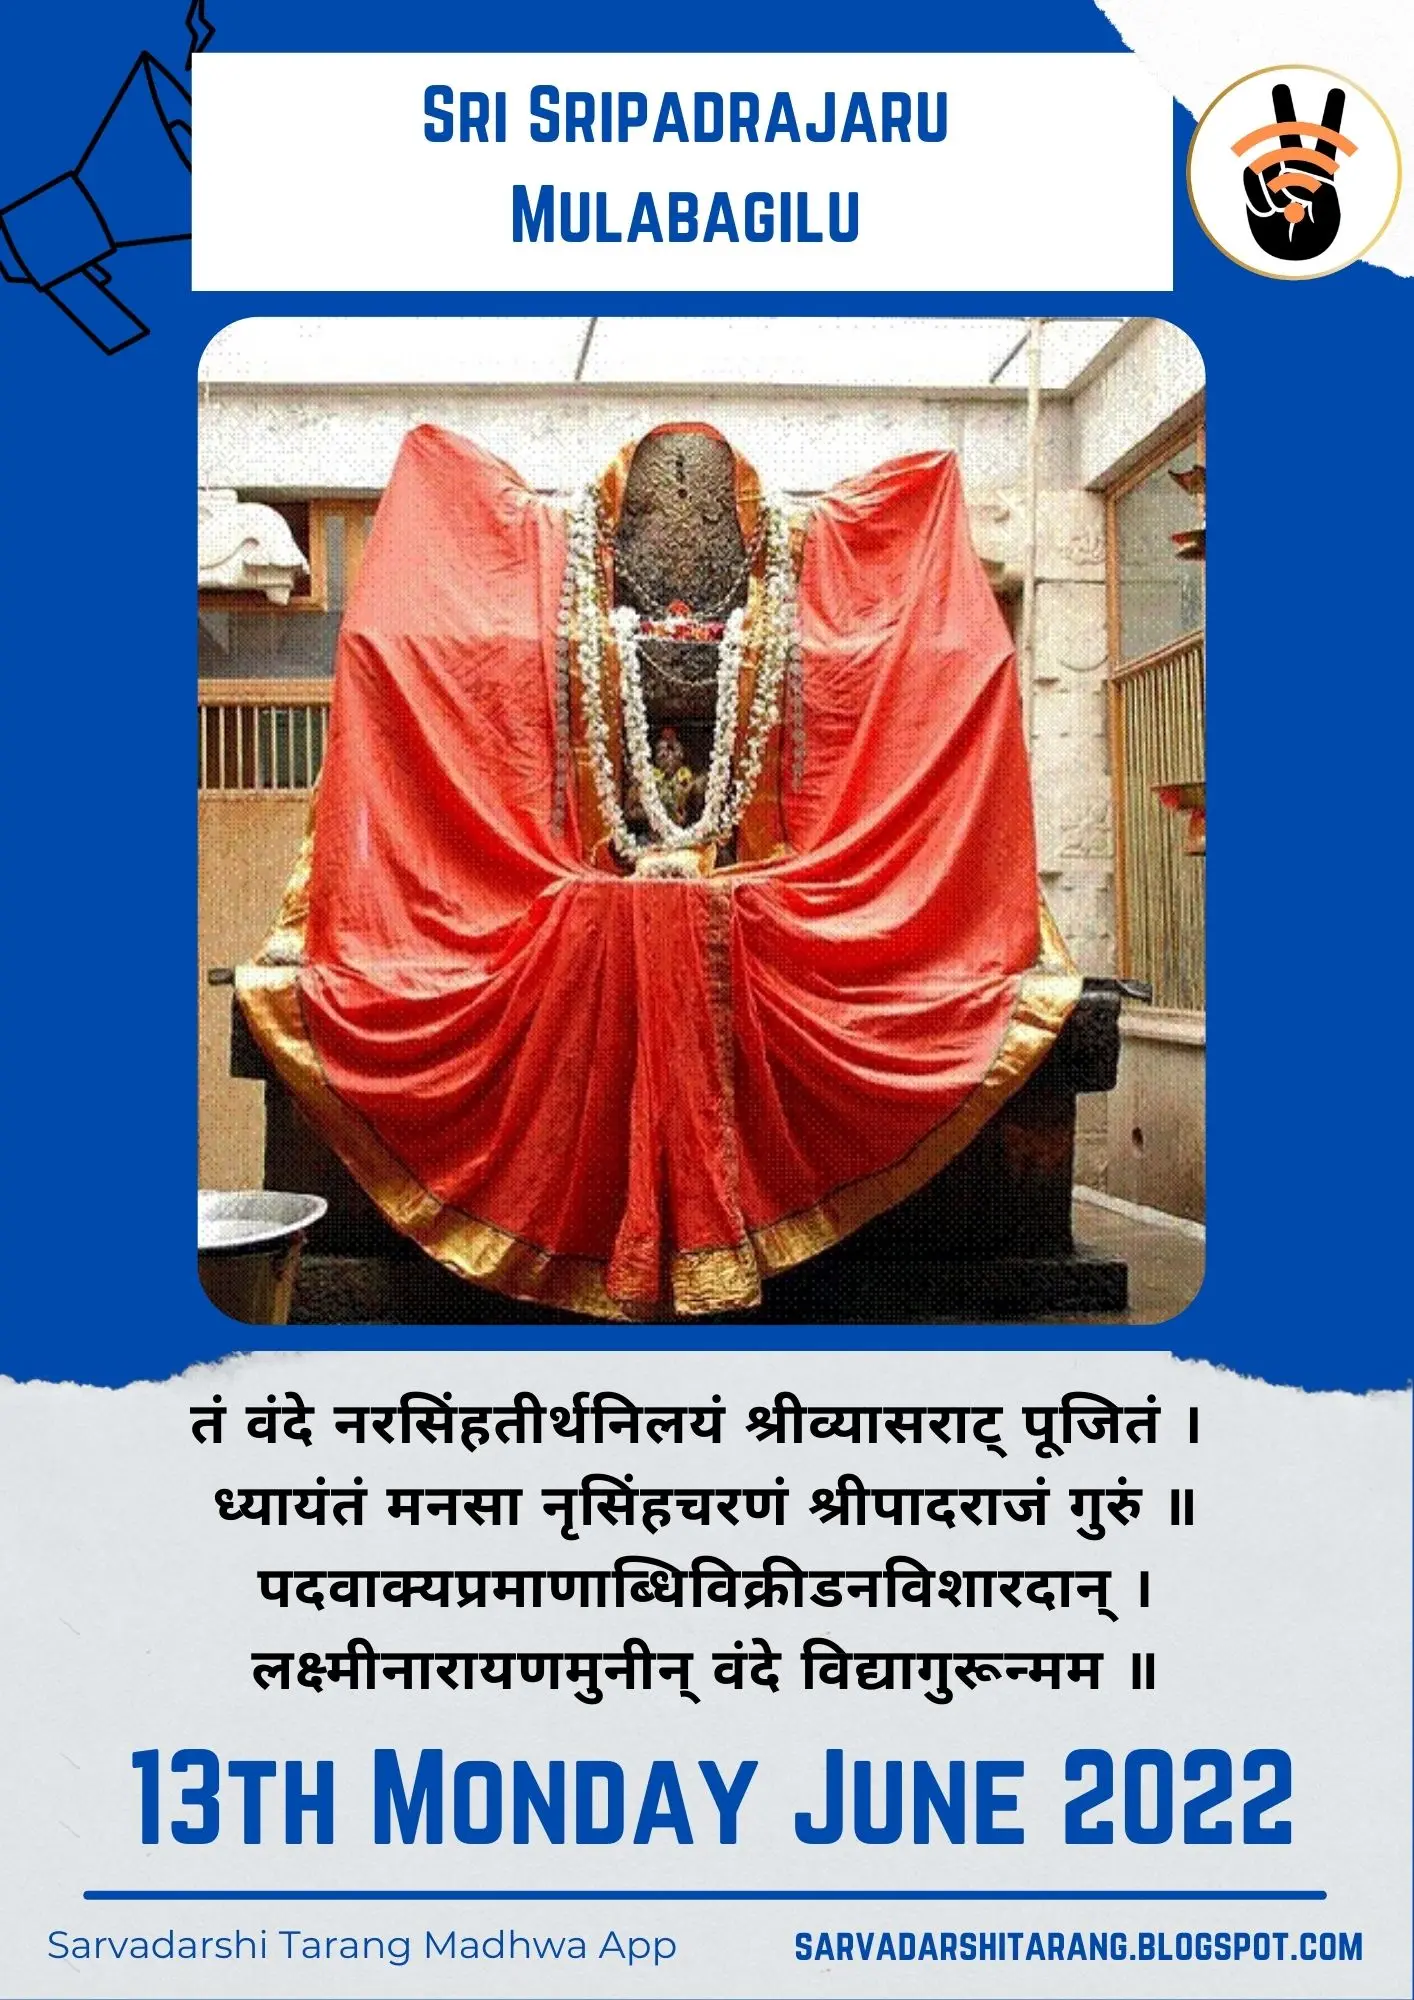 Sri Sripadrajaru
Mulabagilu
तं वंदे नरसिंहतीर्थनिलयं श्रीव्यासराट् पूजितं ।
ध्यायंतं मनसा नृसिंहचरणं श्रीपादराजं गुरुं ॥
पदवाक्यप्रमाणाब्धिविक्रीडनविशारदान् ।
लक्ष्मीनारायणमुनीन् वंदे विद्यागुरून्मम ॥
13th Monday June 2022
Sarvadarshi Tarang Madhwa App
SARVADARSHITARANG.BLOGSPOT.COM